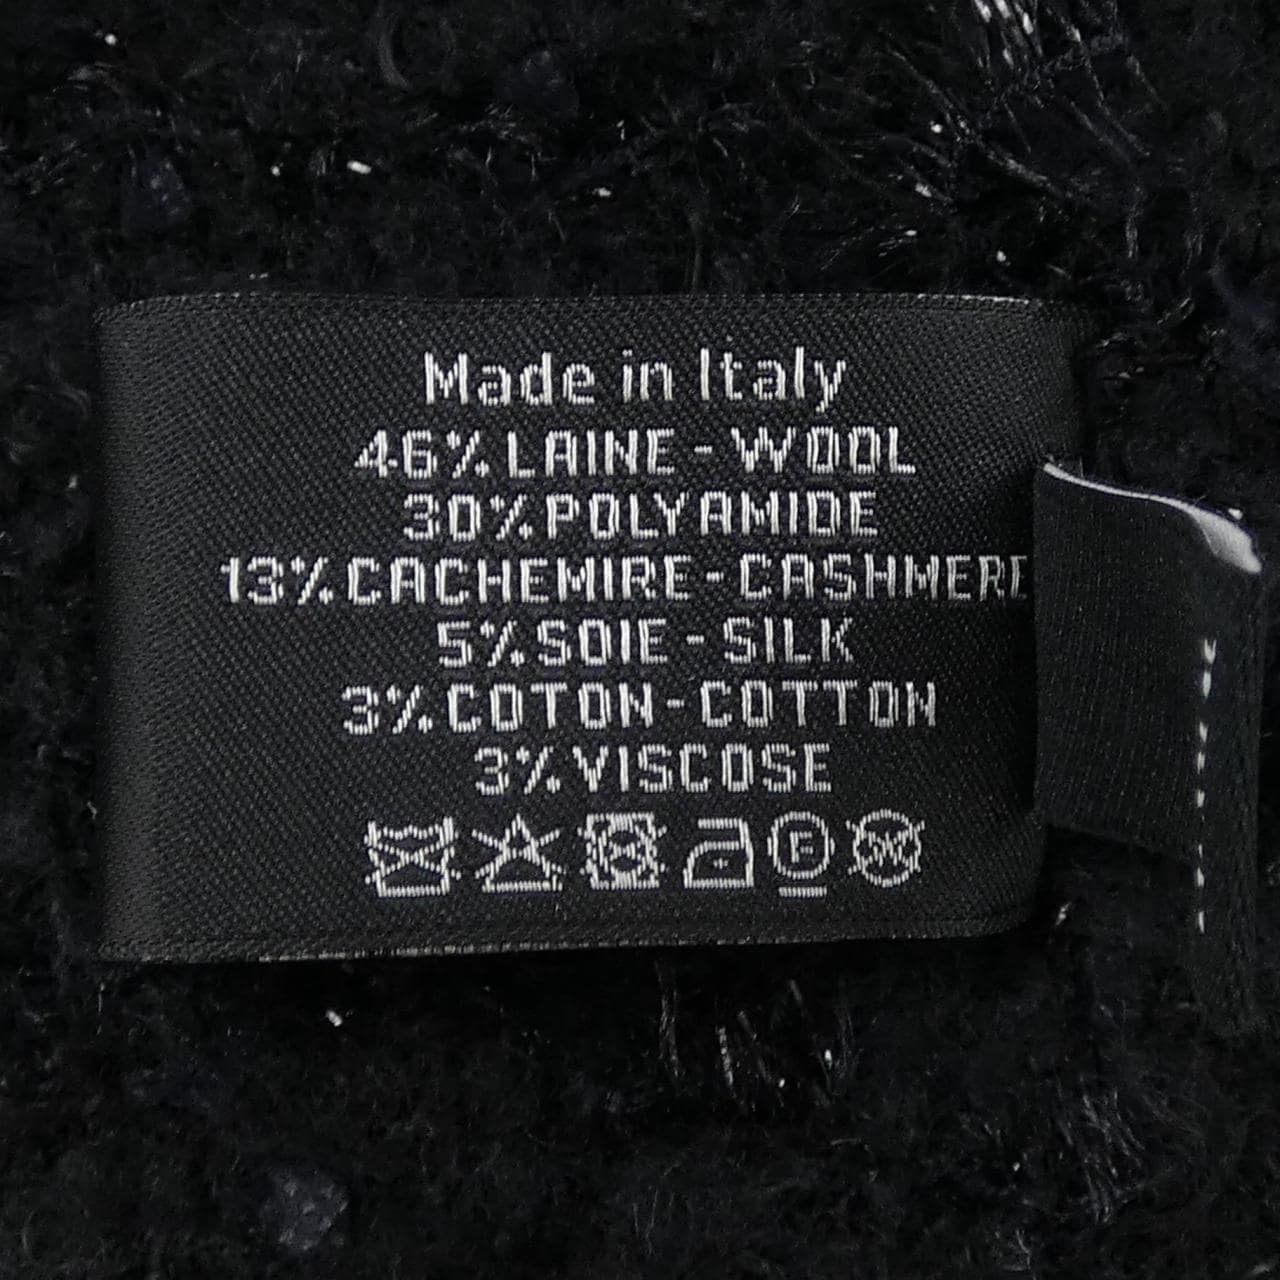 Made in Italy
46% LAINE - WOOL
30% POLYAMIDE
13% CACHEMIRE - CASHMERE
5% SOIE - SILK
3% COTON - COTTON
3% VISCOSE
F W